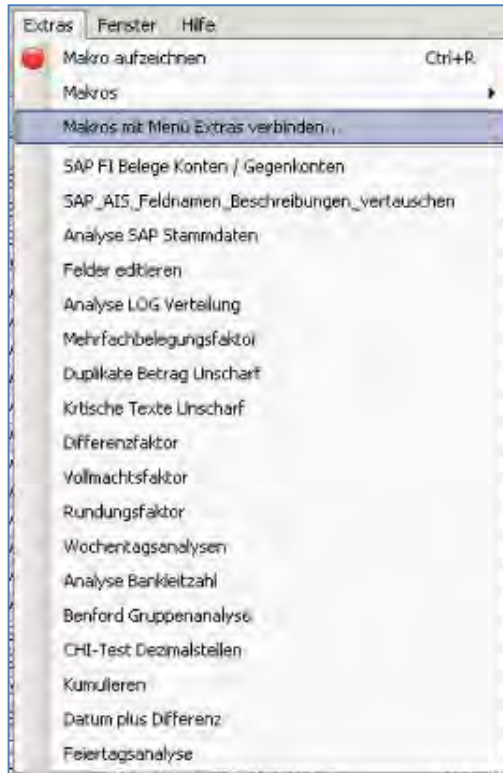 Extras Fenster Hilfe
Makro aufzeichnen Ctrl+R
Makros
Makros mit Menü Extras verbinden...
SAP FI Belege Konten / Gegenkonten
SAP_AIS_Feldnamen_Beschreibungen_vertauschen
Analyse SAP Stammdaten
Felder editieren
Analyse LOG Verteilung
Mehrfachbelegungsfaktor
Duplikate Betrag Unscharf
Kritische Texte Unscharf
Differenzfaktor
Vollmachtsfaktor
Rundungsfaktor
Wochentagsanalysen
Analyse Bankleitzahl
Benford Gruppenanalyse
CHI-Test Dezimalstellen
Kumulieren
Datum plus Differenz
Feiertagsanalyse